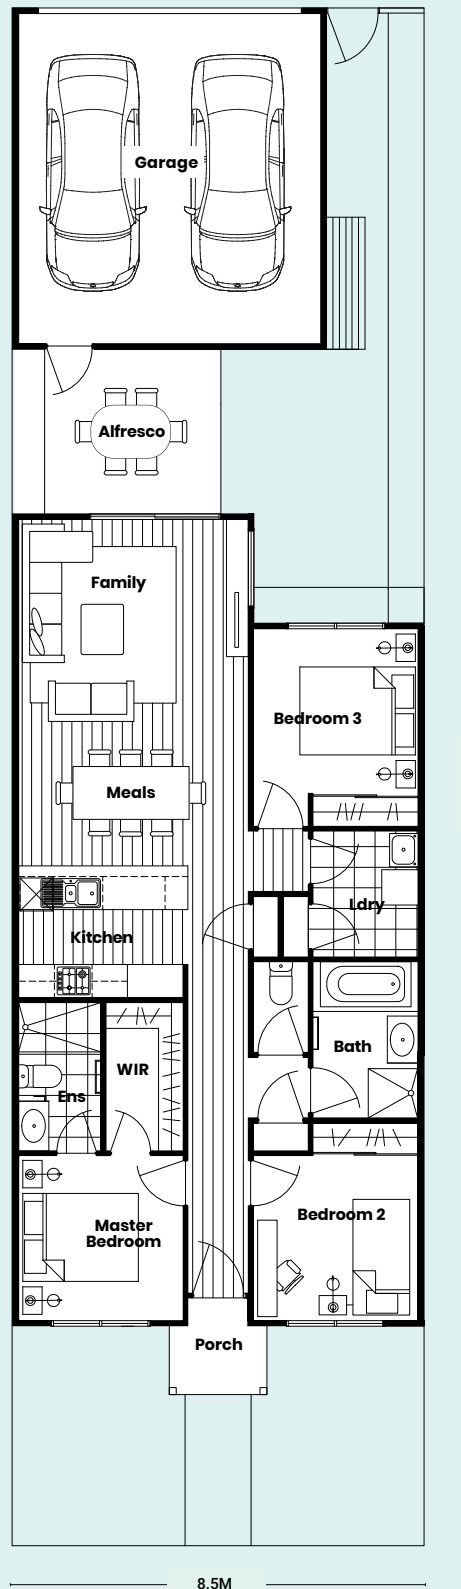 Garage
Alfresco
Family
Bedroom 3
Meals
Ldry
Kitchen
Bath
WIR
Ens
Master
Bedroom
Bedroom 2
Porch
8.5M